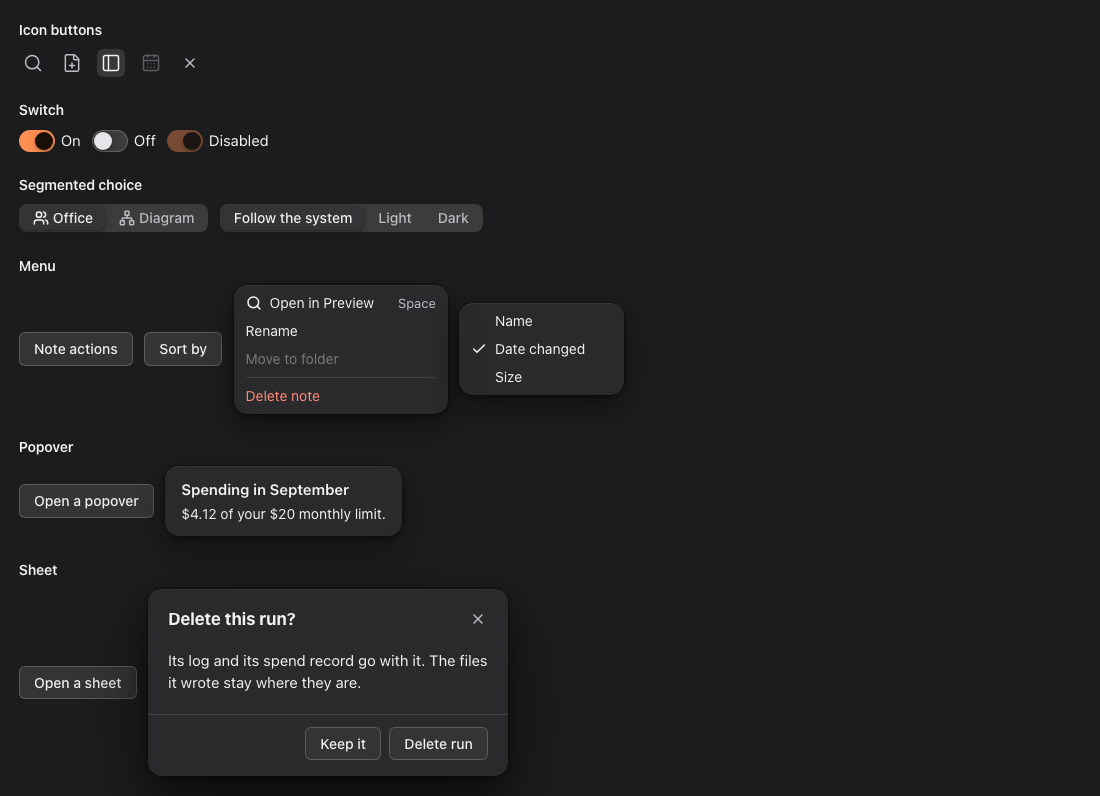 Icon buttons
Switch
On Off Disabled
Segmented choice
Office Diagram Follow the system Light Dark
Menu
Note actions Sort by
Open in Preview Space
Rename
Move to folder
Delete note
Name
Date changed
Size
Popover
Open a popover
Spending in September
$4.12 of your $20 monthly limit.
Sheet
Open a sheet
Delete this run?
Its log and its spend record go with it. The files
it wrote stay where they are.
Keep it Delete run